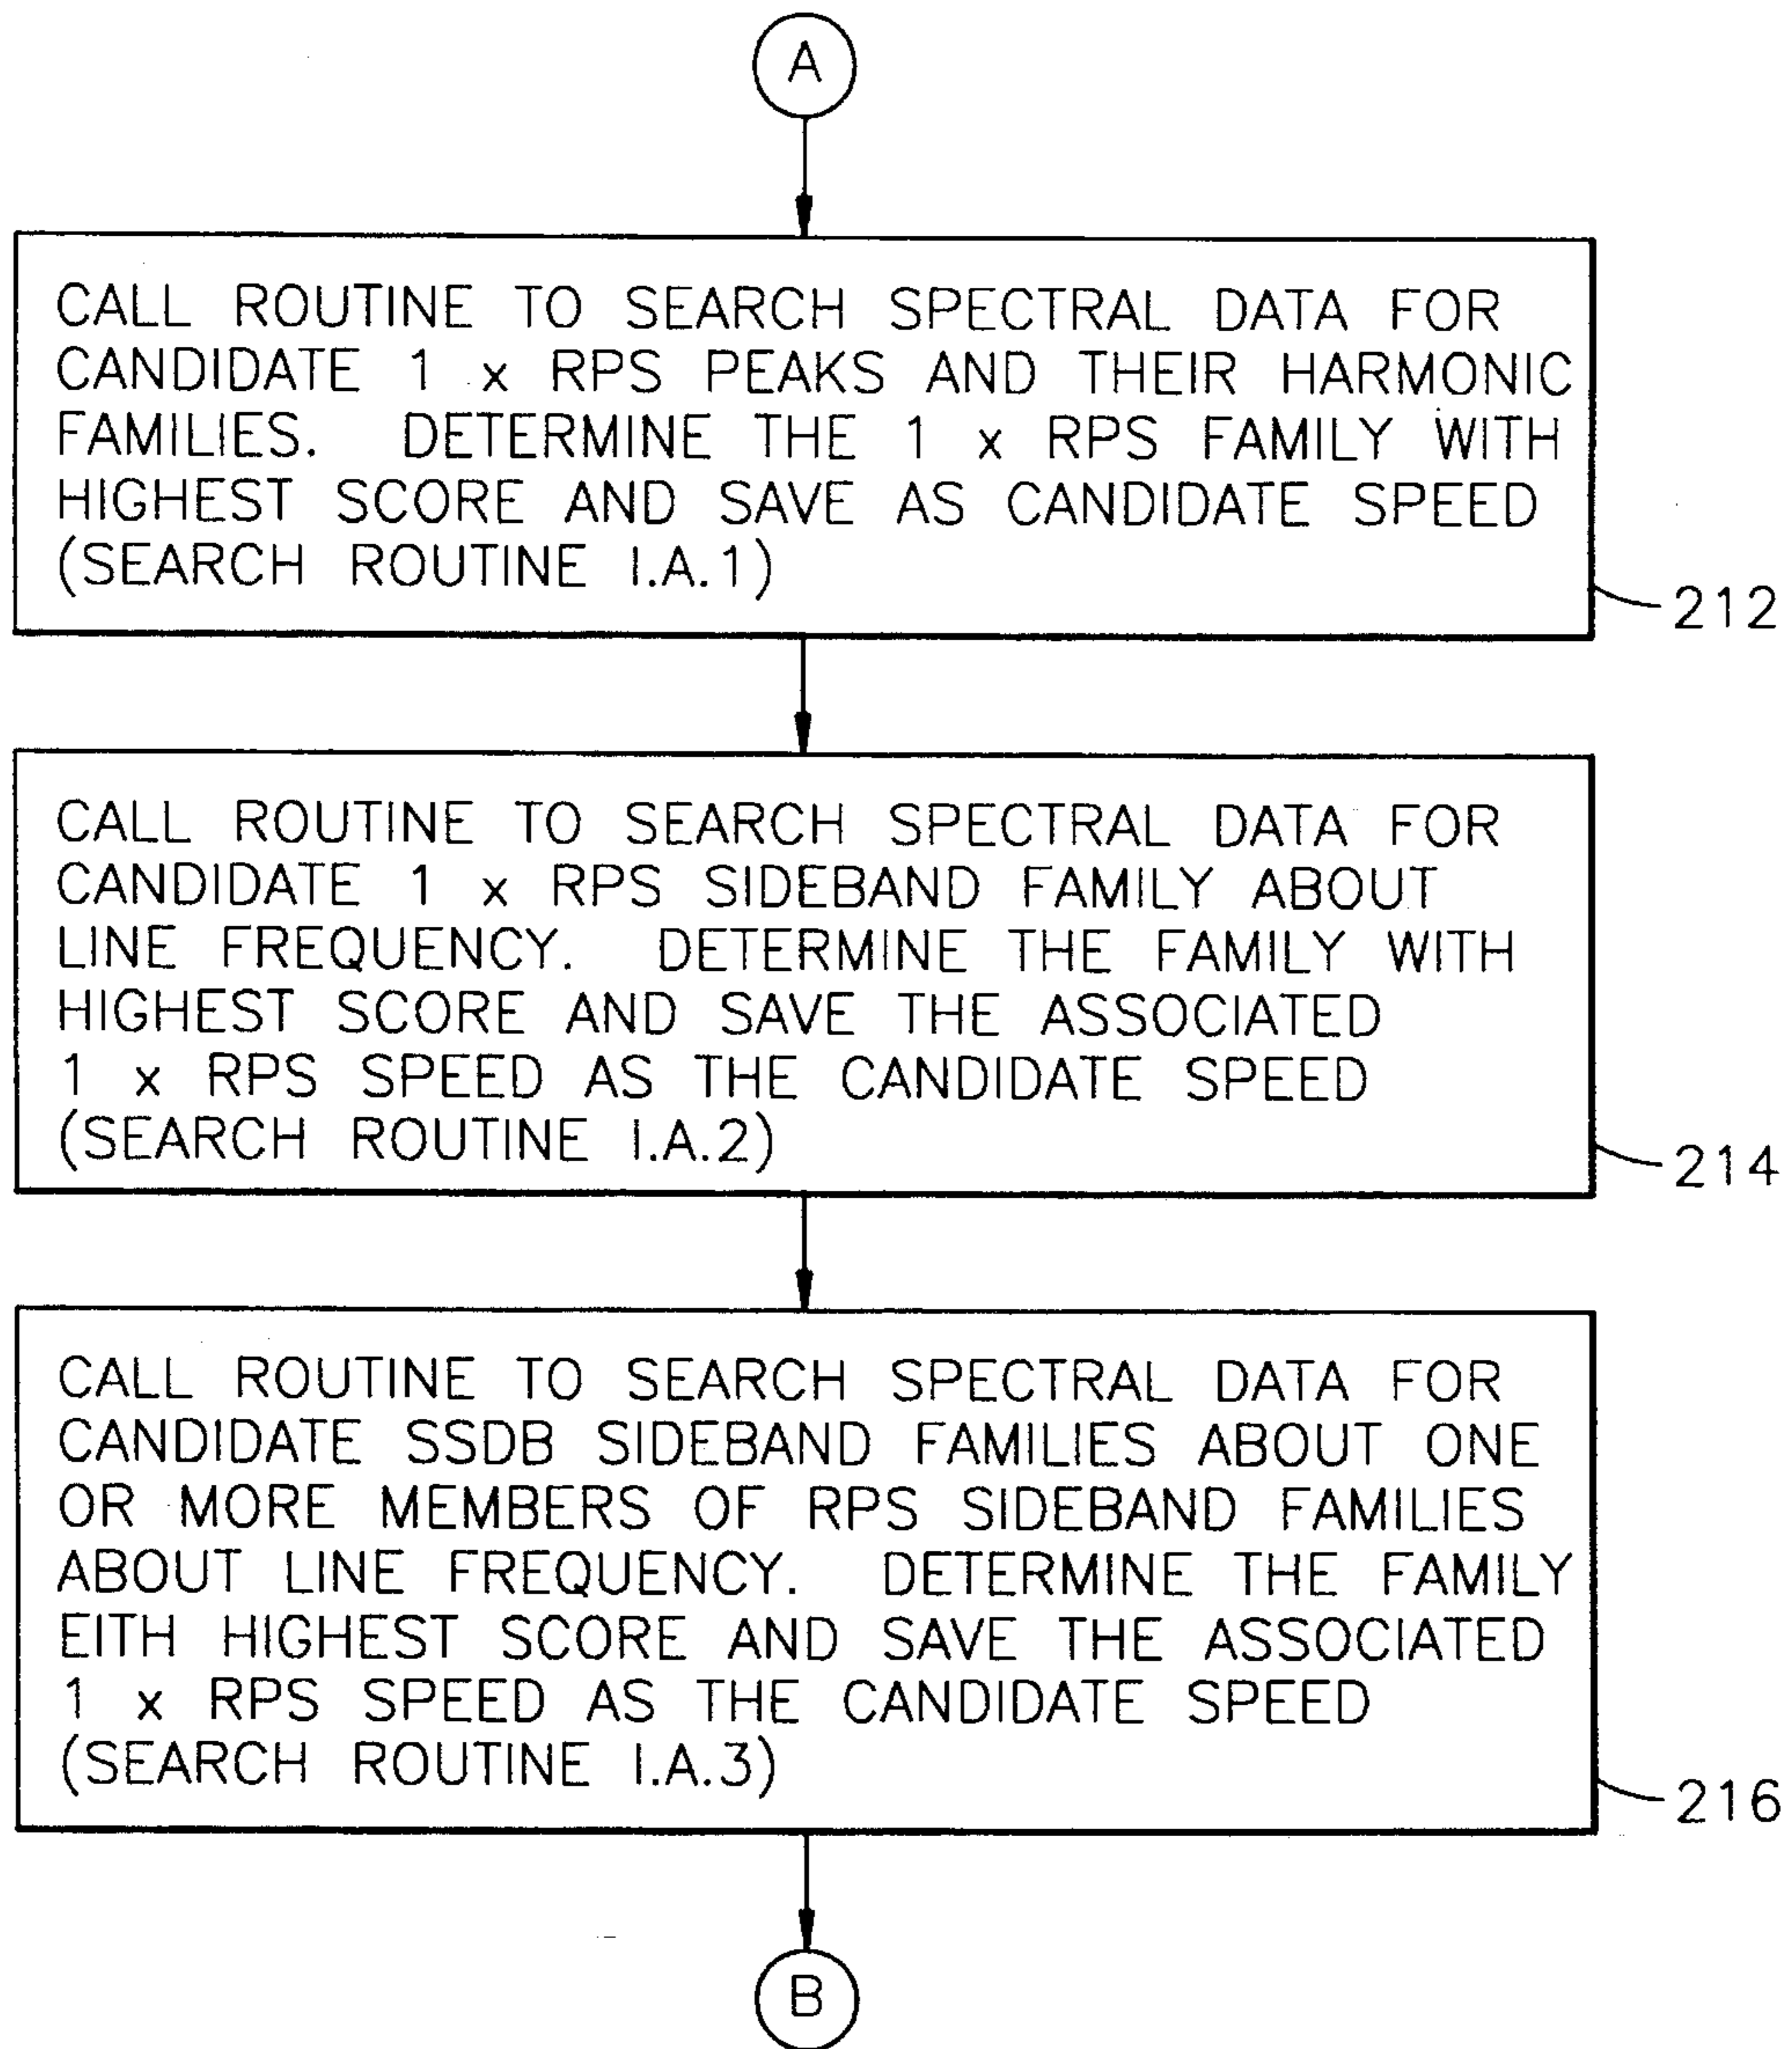 A
CALL ROUTINE TO SEARCH SPECTRAL DATA FOR
CANDIDATE 1 x RPS PEAKS AND THEIR HARMONIC
FAMILIES. DETERMINE THE 1 x RPS FAMILY WITH
HIGHEST SCORE AND SAVE AS CANDIDATE SPEED
(SEARCH ROUTINE I.A.1)
212
CALL ROUTINE TO SEARCH SPECTRAL DATA FOR
CANDIDATE 1 x RPS SIDEBAND FAMILY ABOUT
LINE FREQUENCY. DETERMINE THE FAMILY WITH
HIGHEST SCORE AND SAVE THE ASSOCIATED
1 x RPS SPEED AS THE CANDIDATE SPEED
(SEARCH ROUTINE I.A.2)
214
CALL ROUTINE TO SEARCH SPECTRAL DATA FOR
CANDIDATE SSDB SIDEBAND FAMILIES ABOUT ONE
OR MORE MEMBERS OF RPS SIDEBAND FAMILIES
ABOUT LINE FREQUENCY. DETERMINE THE FAMILY
EITH HIGHEST SCORE AND SAVE THE ASSOCIATED
1 x RPS SPEED AS THE CANDIDATE SPEED
(SEARCH ROUTINE I.A.3)
216
B